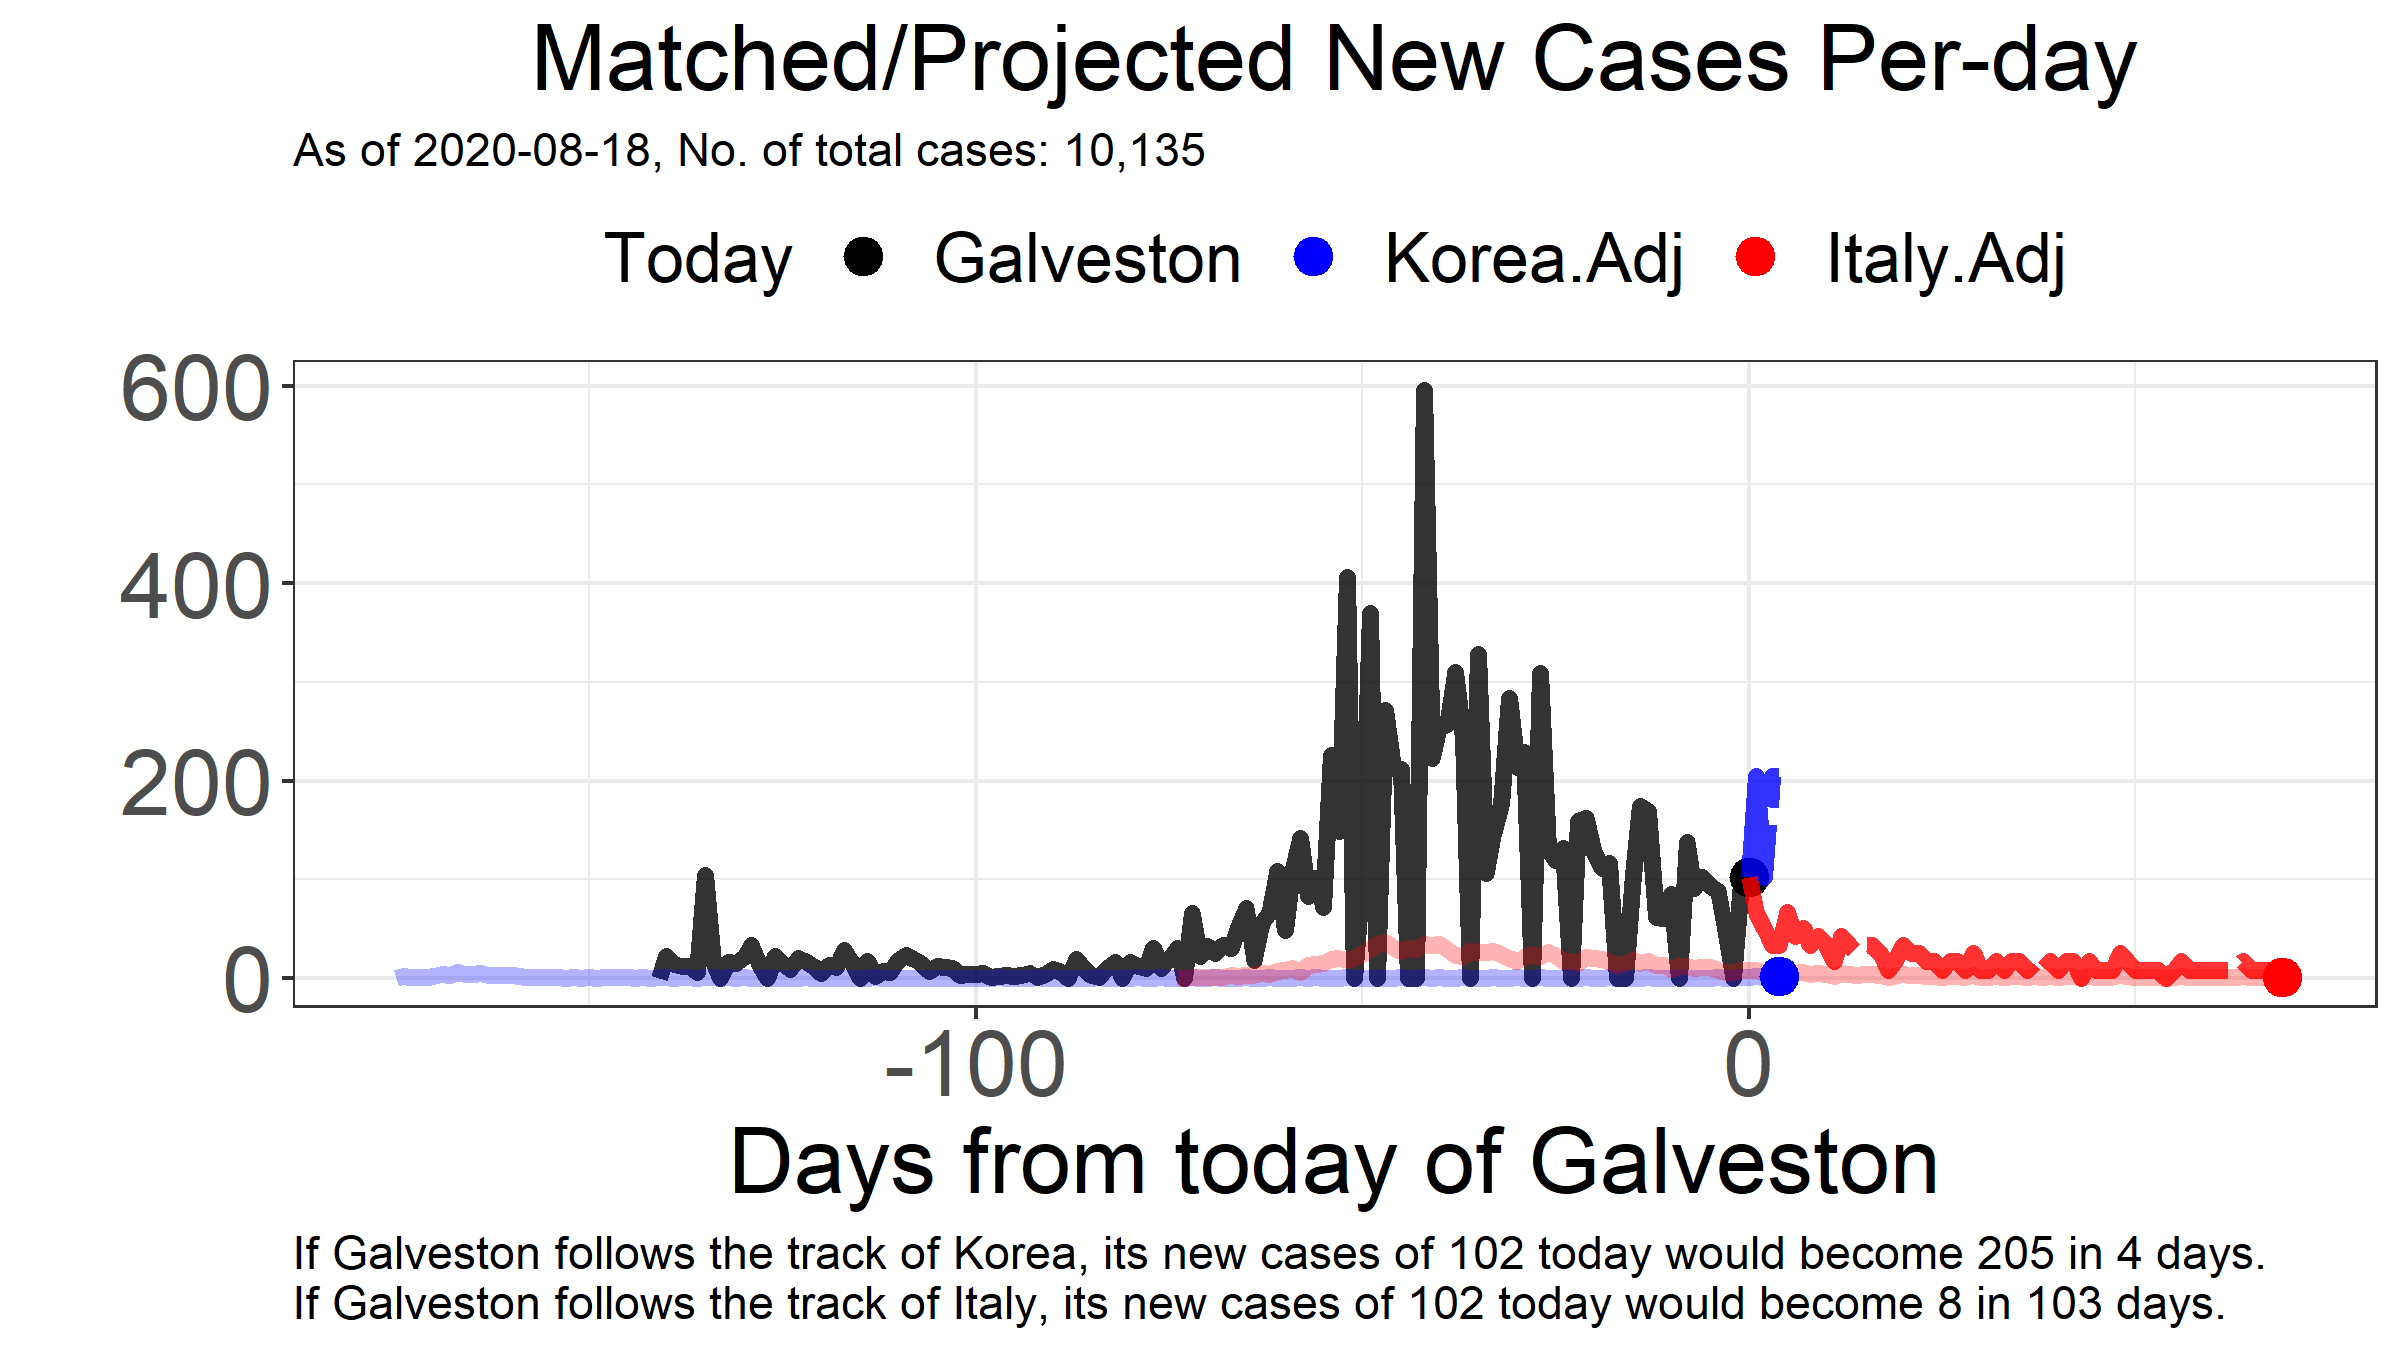 Matched/Projected New Cases Per-day
As of 2020-08-18, No. of total cases: 10,135
Today Galveston Korea.Adj Italy.Adj
600
400
200
0
-100 0
Days from today of Galveston
If Galveston follows the track of Korea, its new cases of 102 today would become 205 in 4 days.
If Galveston follows the track of Italy, its new cases of 102 today would become 8 in 103 days.